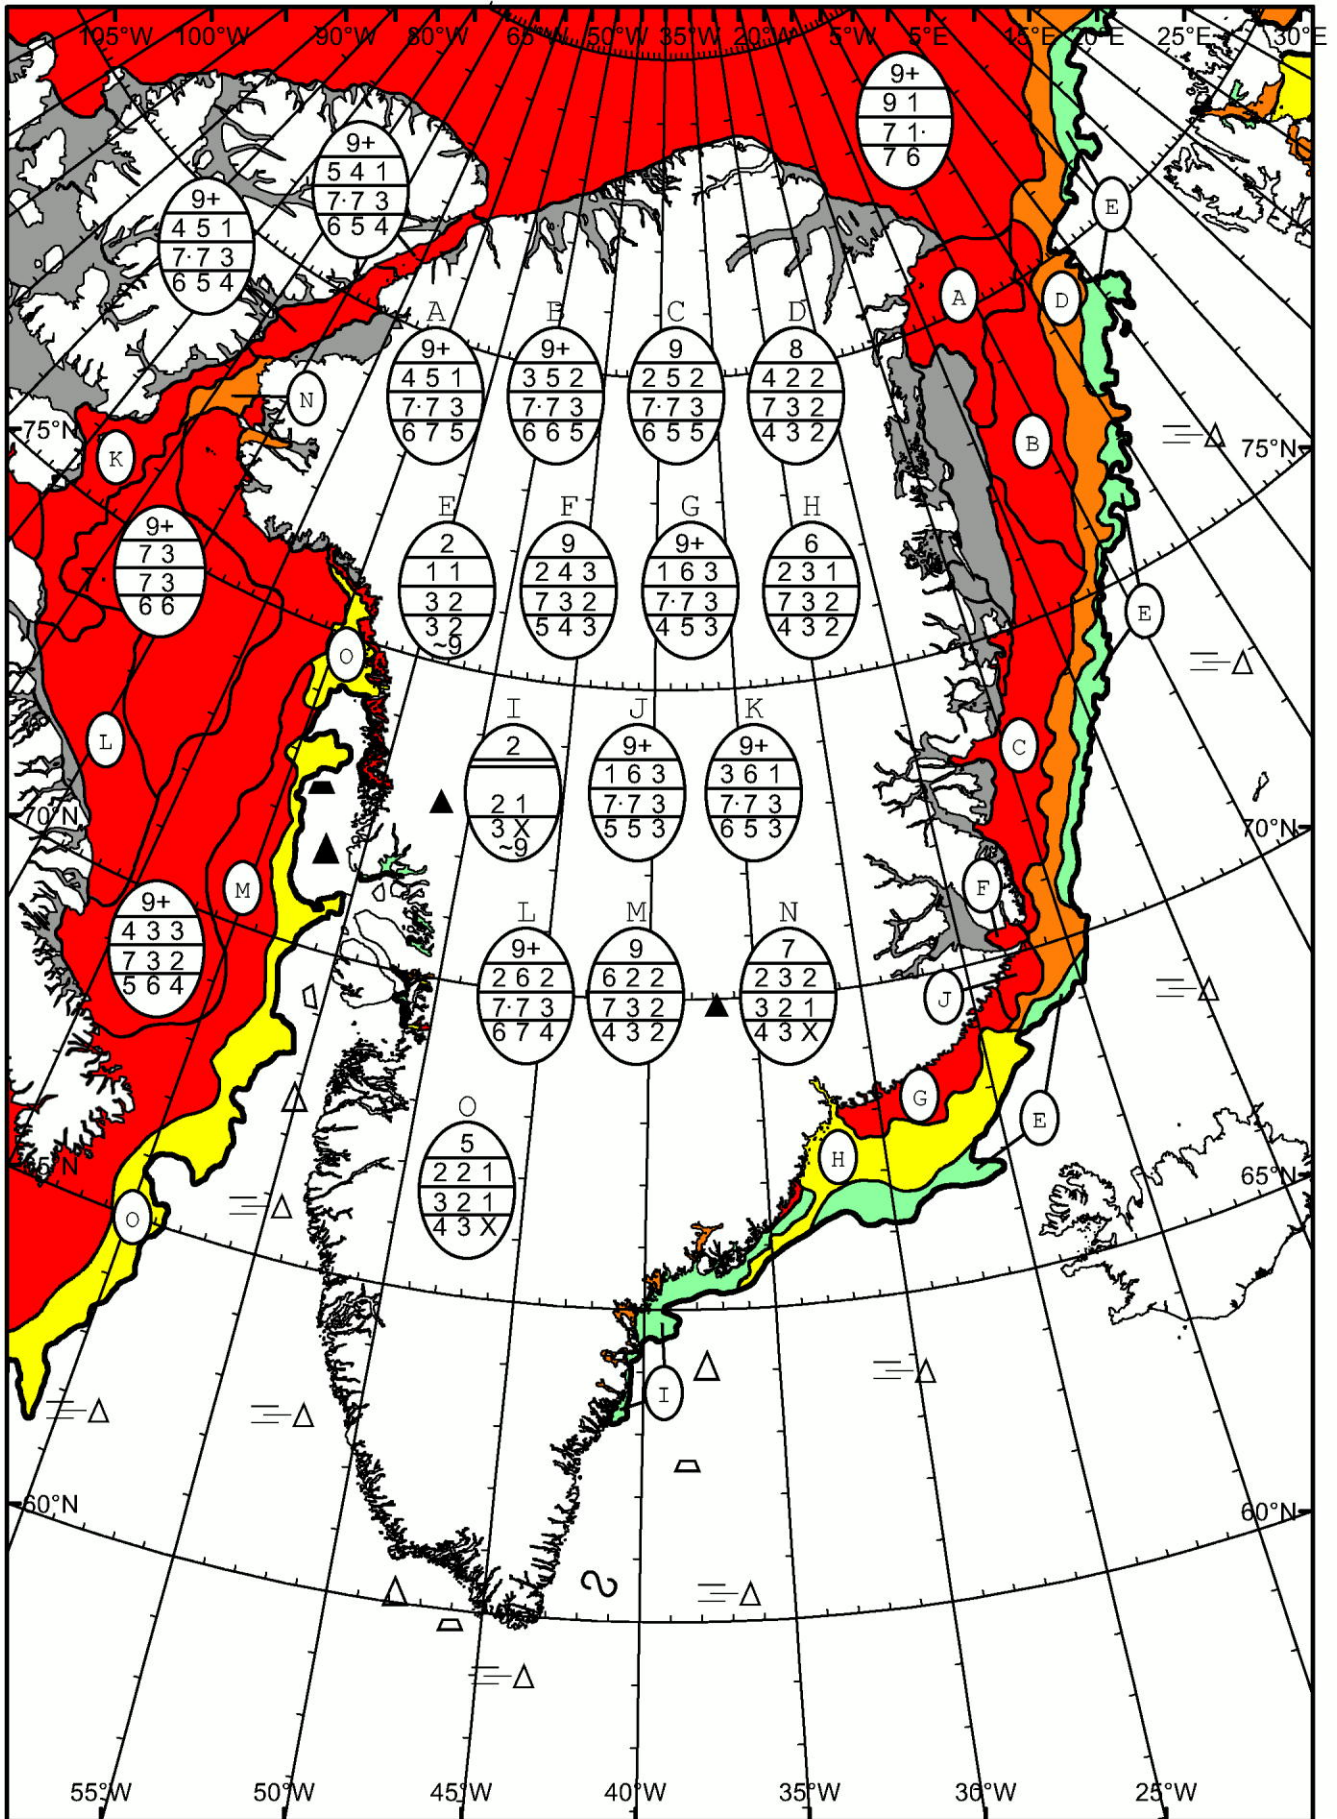 105°W 100°W 90°W 80°W 65°W 50°W 35°W 20°W 5°W 5°E 15°E 20°E 25°E 30°E
9+
9 1
7 1·
7 6
9+
5 4 1
7·7 3
6 5 4
9+
4 5 1
7·7 3
6 5 4
E
A
D
A B C D
9+ 9+ 9 8
4 5 1 3 5 2 2 5 2 4 2 2
7·7 3 7·7 3 7·7 3 7 3 2
6 7 5 6 6 5 6 5 5 4 3 2
N
75°N
75°N
K
B
E F G H
2 9 9+ 6
1 1 2 4 3 1 6 3 2 3 1
3 2 7 3 2 7·7 3 7 3 2
3 2 5 4 3 4 5 3 4 3 2
~9
9+
7 3
7 3
6 6
E
O
I J K
2 9+ 9+
1 6 3 3 6 1
2 1 7·7 3 7·7 3
3 X 5 5 3 6 5 3
~9
L
C
70°N
70°N
M
F
9+
4 3 3
7 3 2
5 6 4
L M N
9+ 9 7
2 6 2 6 2 2 2 3 2
7·7 3 7 3 2 3 2 1
6 7 4 4 3 2 4 3 X
J
G
E
O
5
2 2 1
3 2 1
4 3 X
H
65°N
O
I
60°N
60°N
55°W 50°W 45°W 40°W 35°W 30°W 25°W